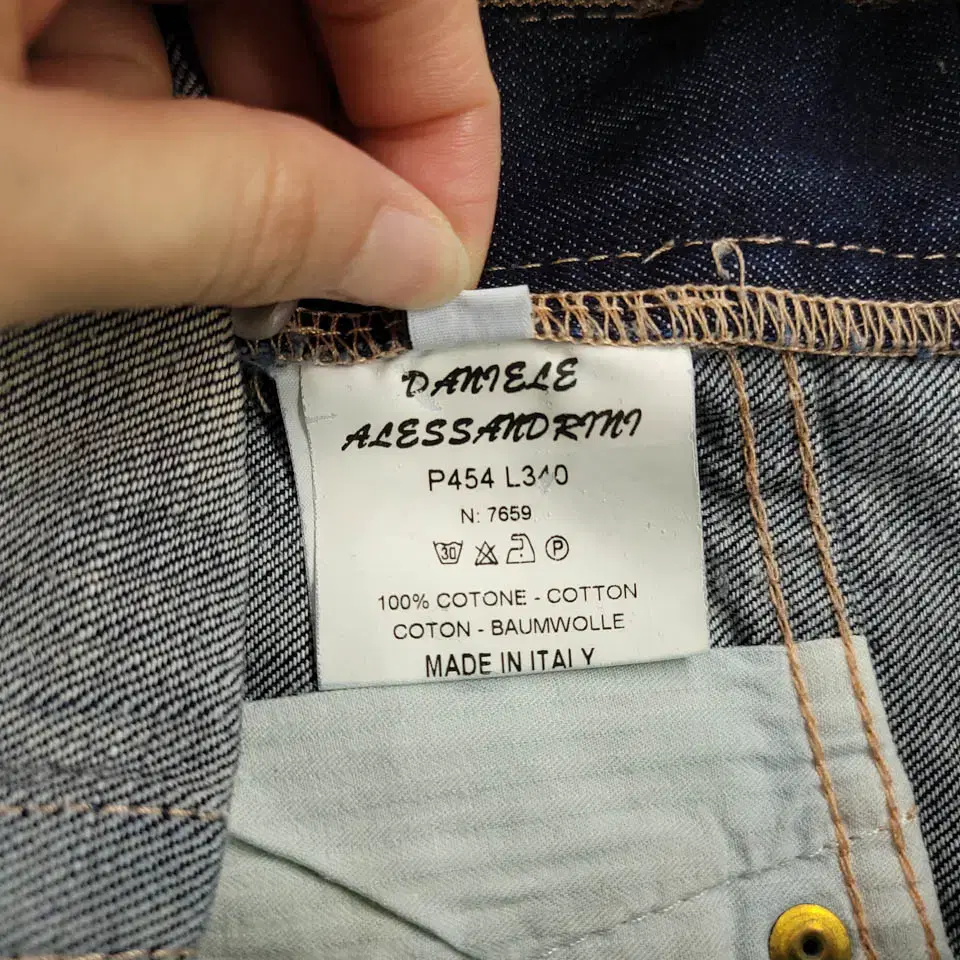 DANIELE
ALESSANDRINI
P454 L340
N: 7659
30 P
100% COTONE - COTTON
COTON - BAUMWOLLE
MADE IN ITALY